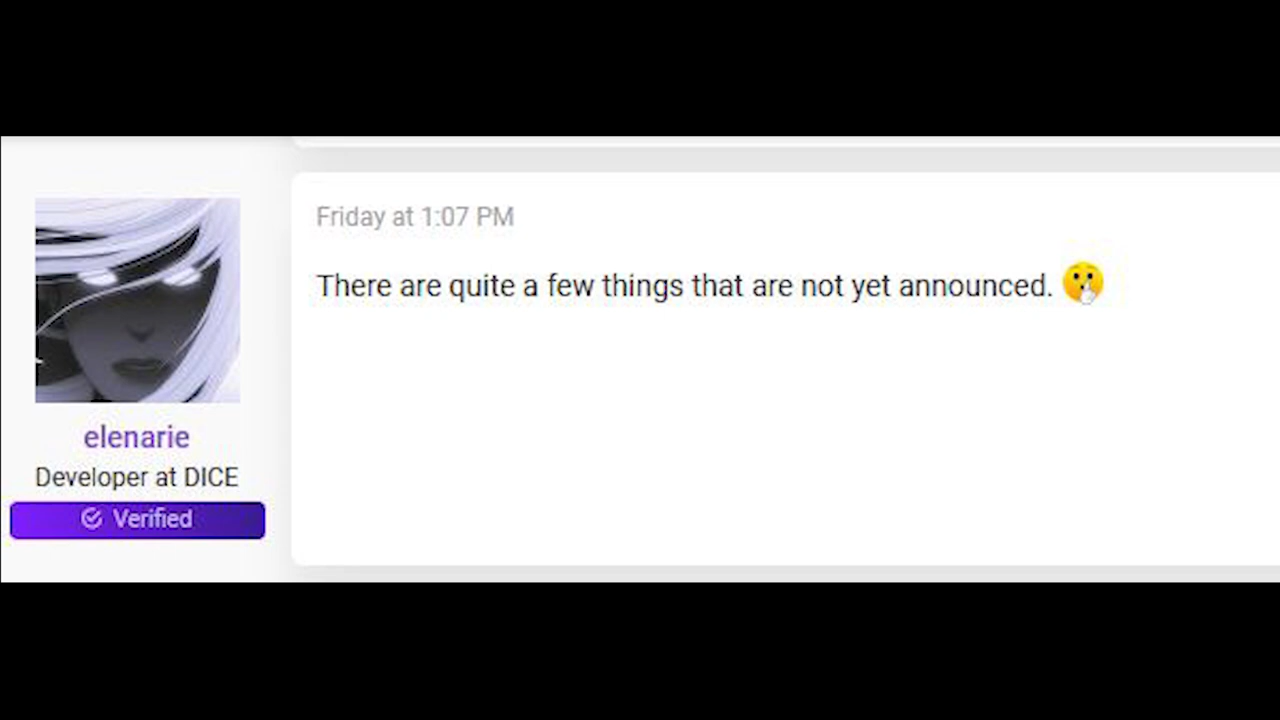 Friday at 1:07 PM
There are quite a few things that are not yet announced. 🤫
elenarie
Developer at DICE
Verified